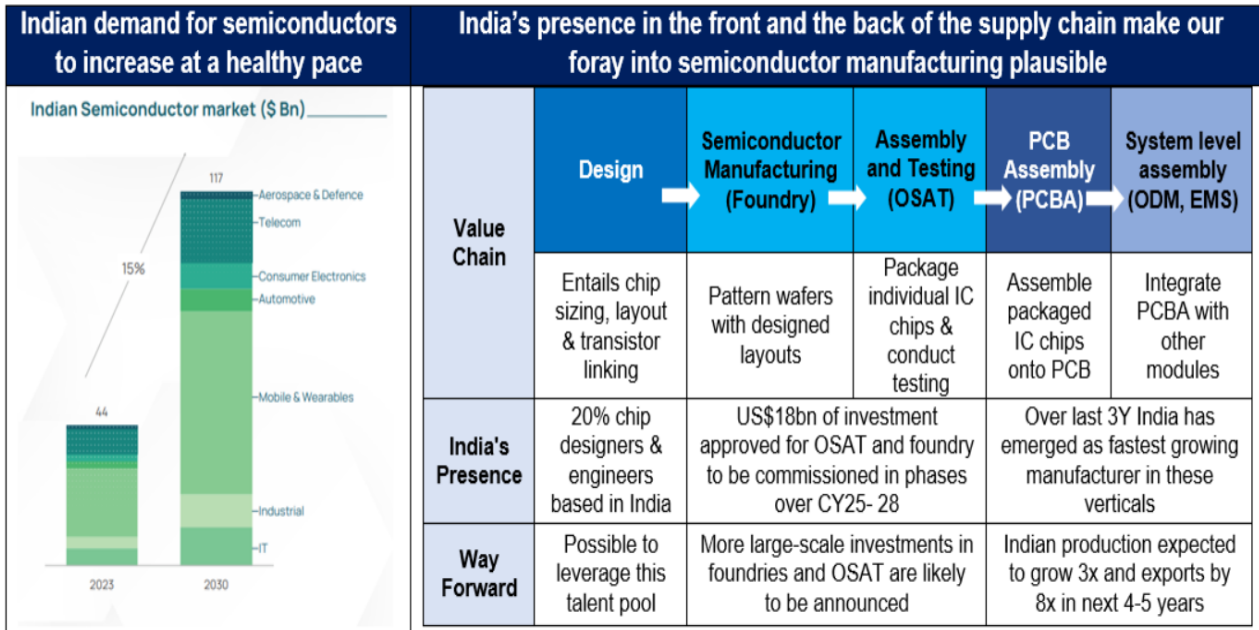 Indian demand for semiconductors
to increase at a healthy pace
Indian Semiconductor market ($ Bn)
117
Aerospace & Defence
Telecom
15%
Consumer Electronics
Automotive
Mobile & Wearables
44
Industrial
IT
2023
2030
India's presence in the front and the back of the supply chain make our
foray into semiconductor manufacturing plausible
Value
Chain
Design
Semiconductor
Manufacturing
(Foundry)
Assembly
and Testing
(OSAT)
PCB
Assembly
(PCBA)
System level
assembly
(ODM, EMS)
Entails chip
sizing, layout
& transistor
linking
Pattern wafers
with designed
layouts
Package
individual IC
chips &
conduct
testing
Assemble
packaged
IC chips
onto PCB
Integrate
PCBA with
other
modules
India's
Presence
20% chip
designers &
engineers
based in India
US$18bn of investment
approved for OSAT and foundry
to be commissioned in phases
over CY25- 28
Over last 3Y India has
emerged as fastest growing
manufacturer in these
verticals
Way
Forward
Possible to
leverage this
talent pool
More large-scale investments in
foundries and OSAT are likely
to be announced
Indian production expected
to grow 3x and exports by
8x in next 4-5 years